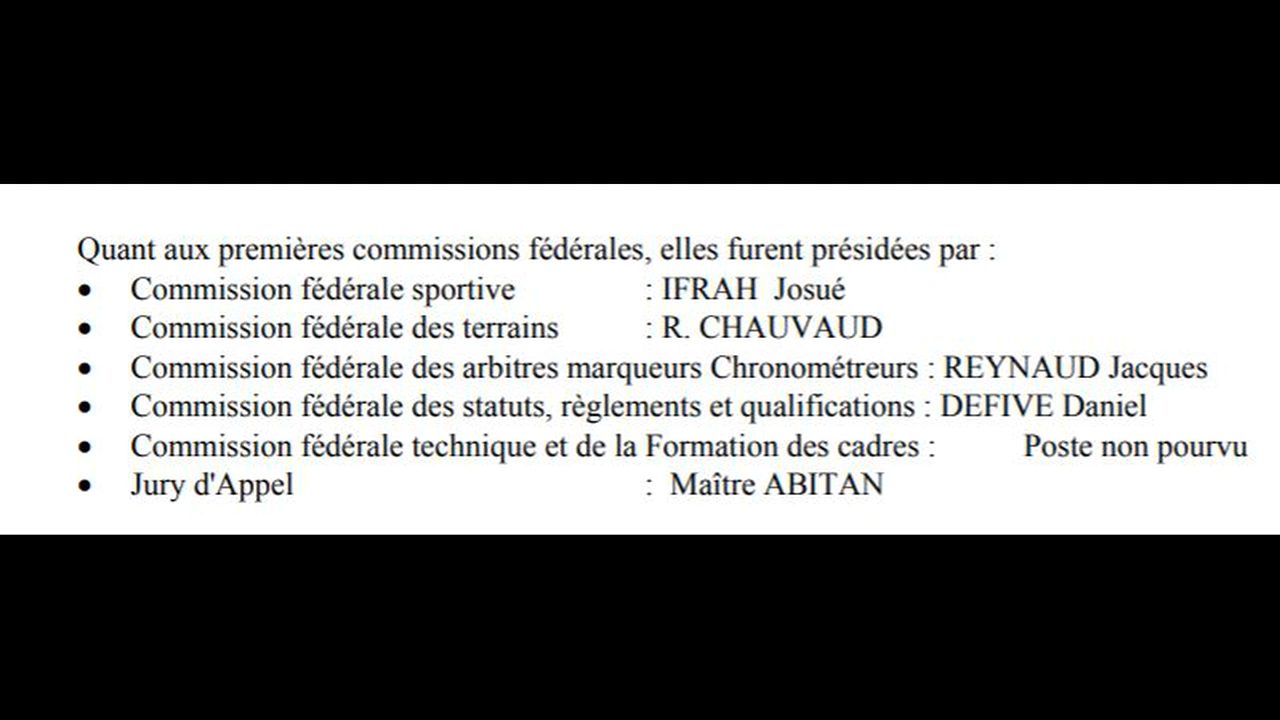 Quant aux premières commissions fédérales, elles furent présidées par :
• Commission fédérale sportive : IFRAH Josué
• Commission fédérale des terrains : R. CHAUVAUD
• Commission fédérale des arbitres marqueurs Chronométreurs : REYNAUD Jacques
• Commission fédérale des statuts, règlements et qualifications : DEFIVE Daniel
• Commission fédérale technique et de la Formation des cadres : Poste non pourvu
• Jury d'Appel : Maître ABITAN